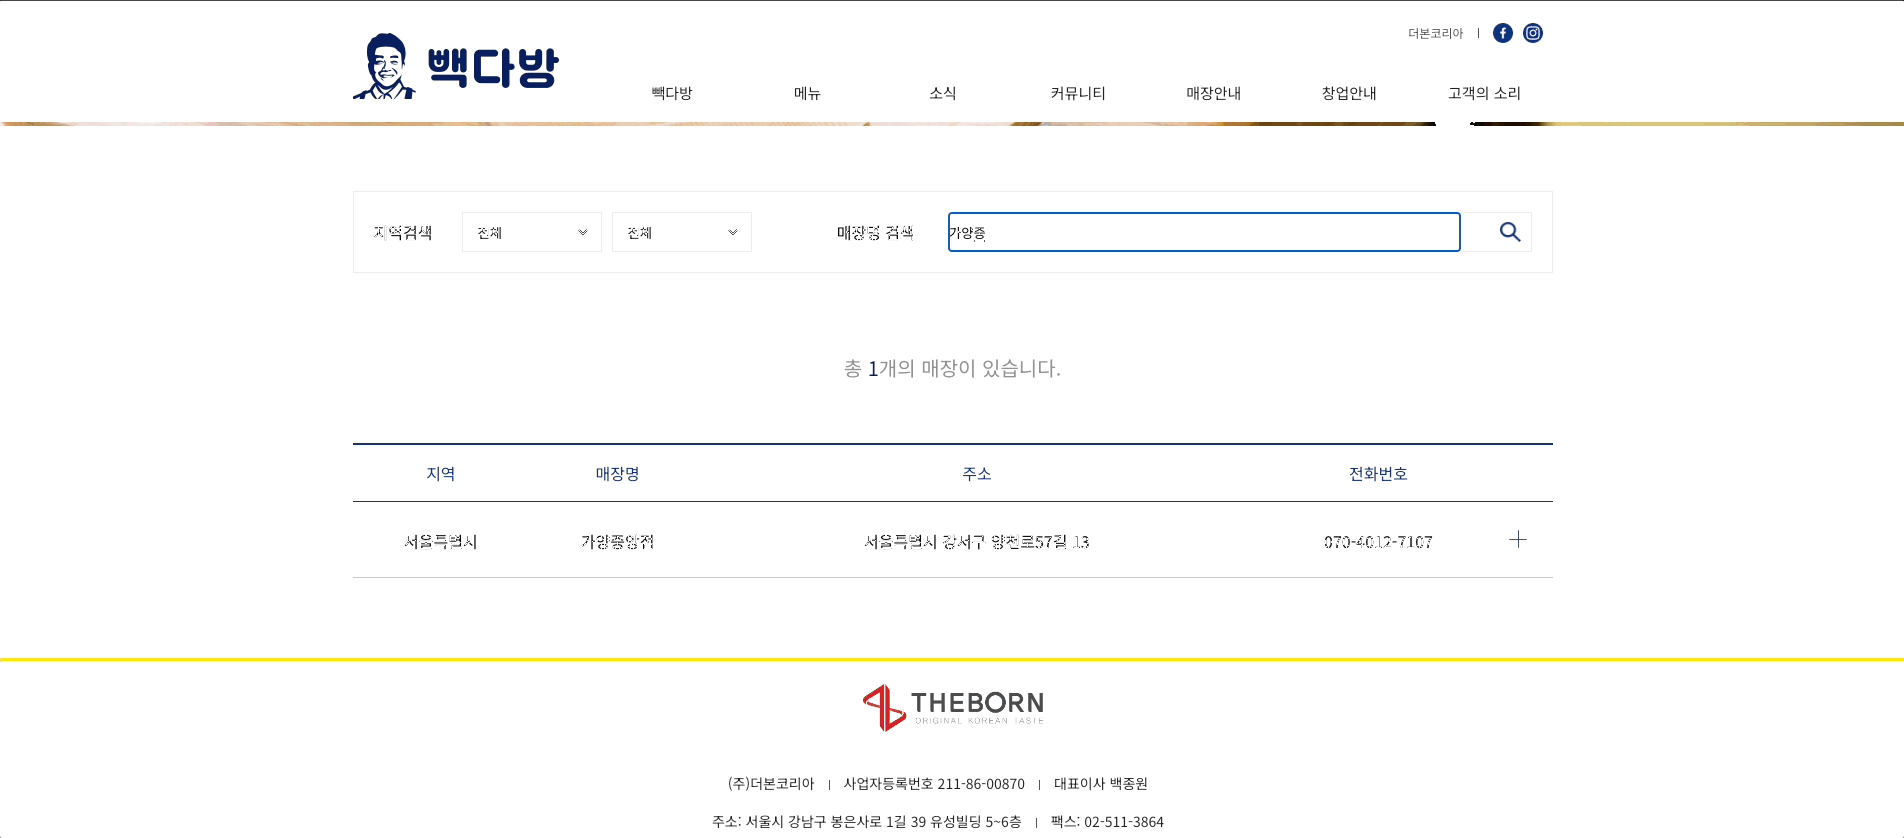 더본코리아
빽다방
빽다방 메뉴 소식 커뮤니티 매장안내 창업안내 고객의 소리
지역검색 전체 전체 매장명 검색 가양중
총 1개의 매장이 있습니다.
지역 매장명 주소 전화번호
서울특별시 가양중앙점 서울특별시 강서구 양천로57길 13 070-4012-7107
THEBORN
ORIGINAL KOREAN TASTE
(주)더본코리아 사업자등록번호 211-86-00870 대표이사 백종원
주소: 서울시 강남구 봉은사로 1길 39 유성빌딩 5~6층 팩스: 02-511-3864